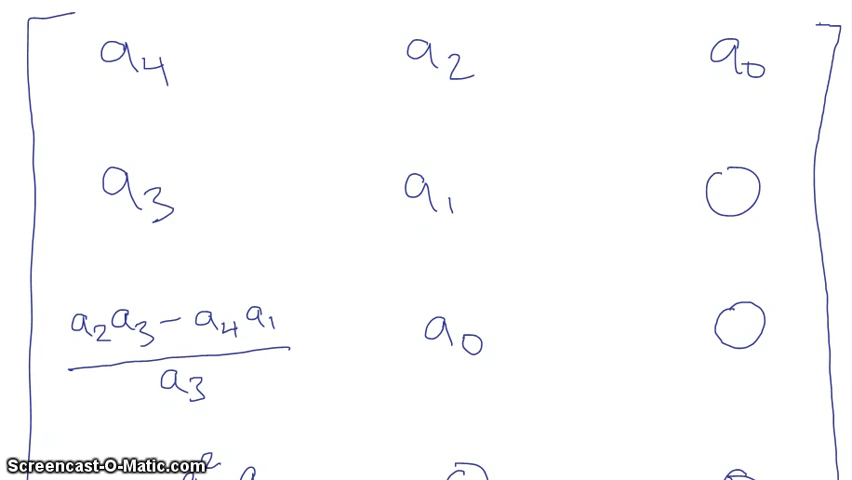 a₄ a₂ a₀
a₃ a₁ 0
a₂a₃ - a₄a₁ a₀ 0
a₃
Screencast-O-Matic.com